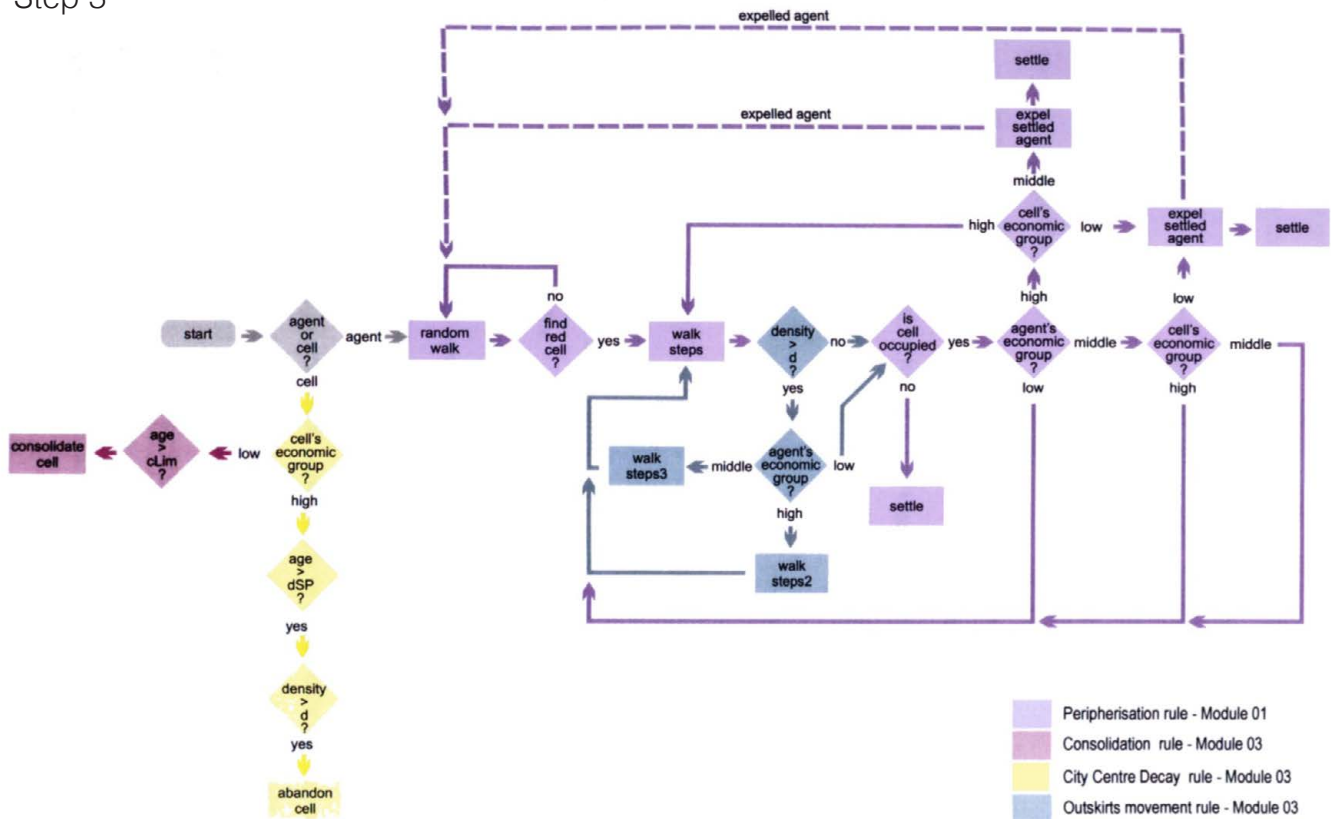 Step 3
expelled agent
settle
expelled agent
expel
settled
agent
middle
high
cell's
economic
group
?
low
expel
settled
agent
settle
no
high
low
start
agent
or
cell
?
agent
random
walk
find
red
cell
?
yes
walk
steps
density
>
d
?
no
is
cell
occupied
?
yes
agent's
economic
group
?
middle
cell's
economic
group
?
middle
cell
yes
no
low
high
consolidate
cell
age
>
cLim
?
low
cell's
economic
group
?
walk
steps3
middle
agent's
economic
group
?
low
settle
high
high
age
>
dSP
?
walk
steps2
yes
density
>
d
?
yes
abandon
cell
Peripherisation rule - Module 01
Consolidation rule - Module 03
City Centre Decay rule - Module 03
Outskirts movement rule - Module 03